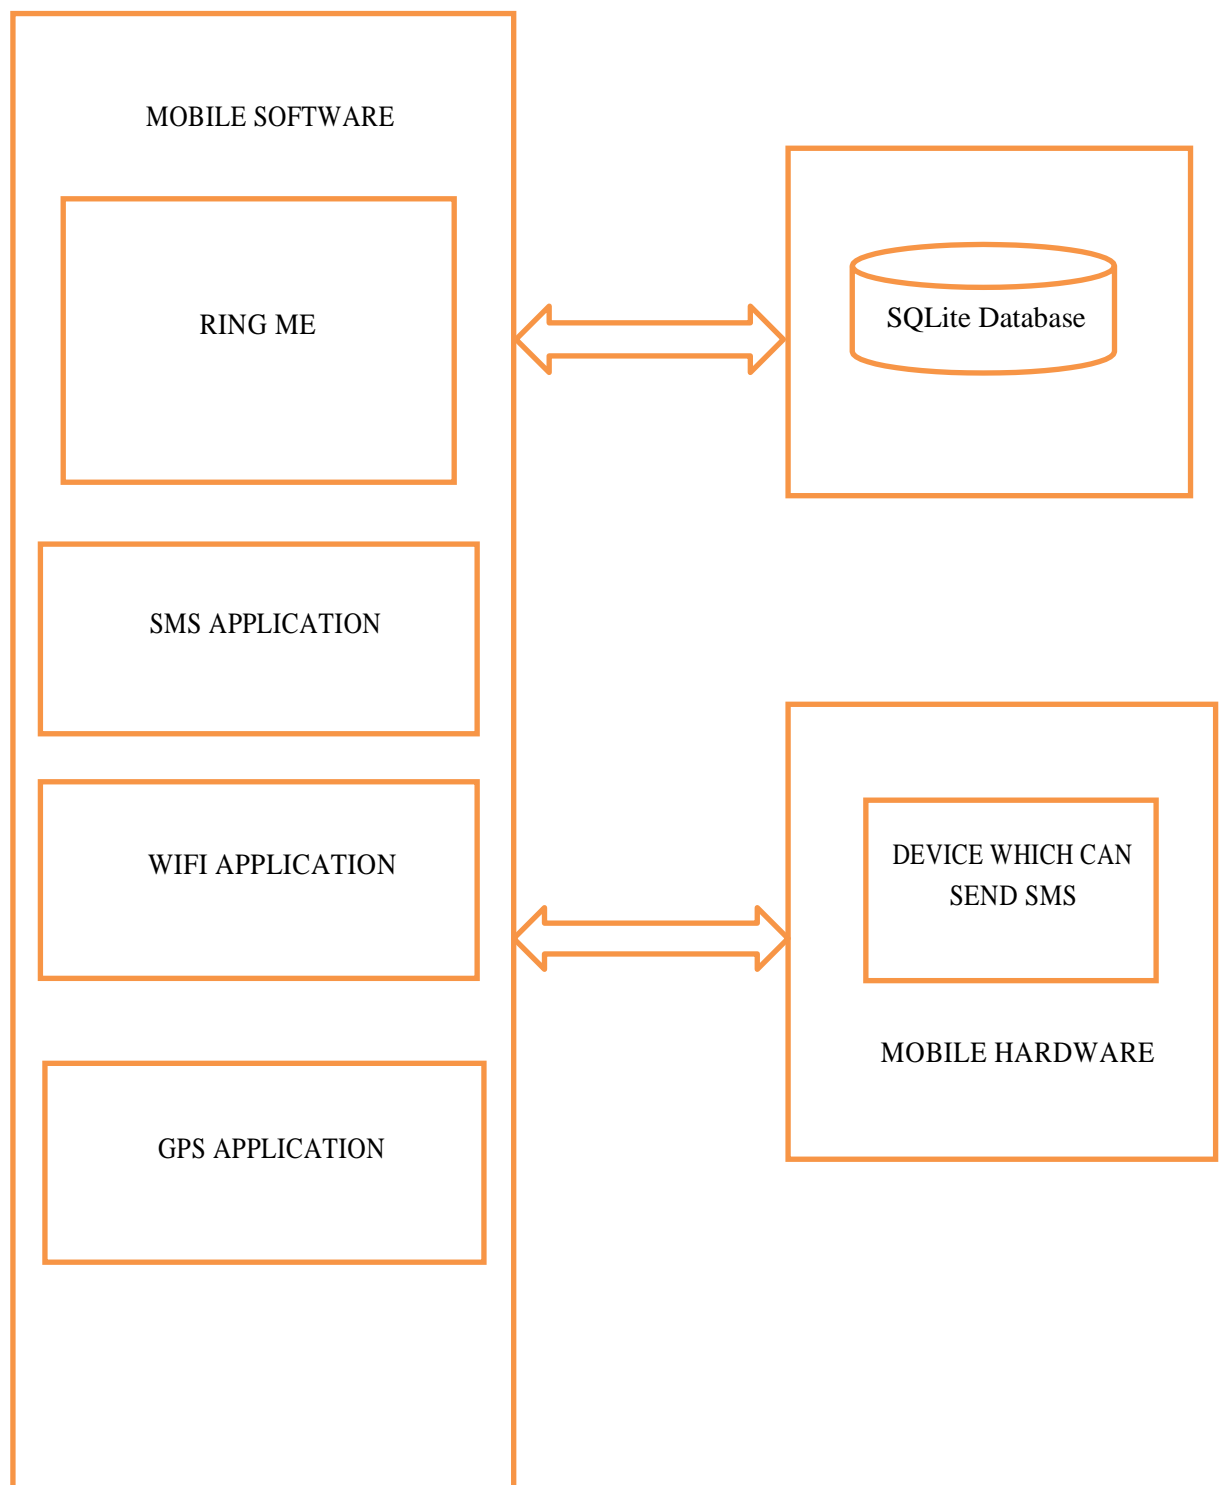 MOBILE SOFTWARE
RING ME
SQLite Database
SMS APPLICATION
WIFI APPLICATION
DEVICE WHICH CAN
SEND SMS
MOBILE HARDWARE
GPS APPLICATION